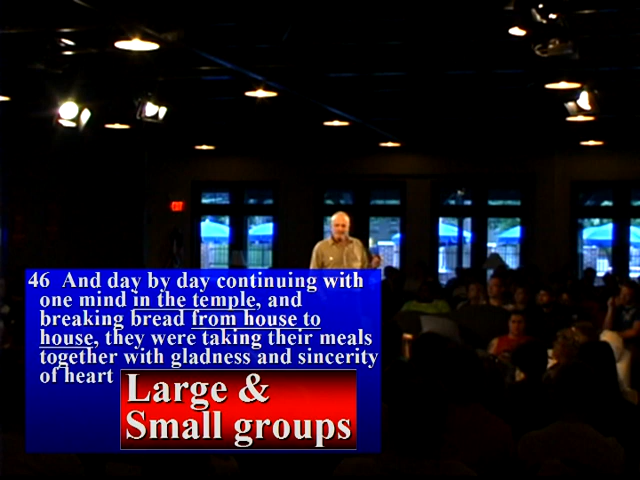 EXIT
46 And day by day continuing with
one mind in the temple, and
breaking bread from house to
house, they were taking their meals
together with gladness and sincerity
of heart
Large &
Small groups